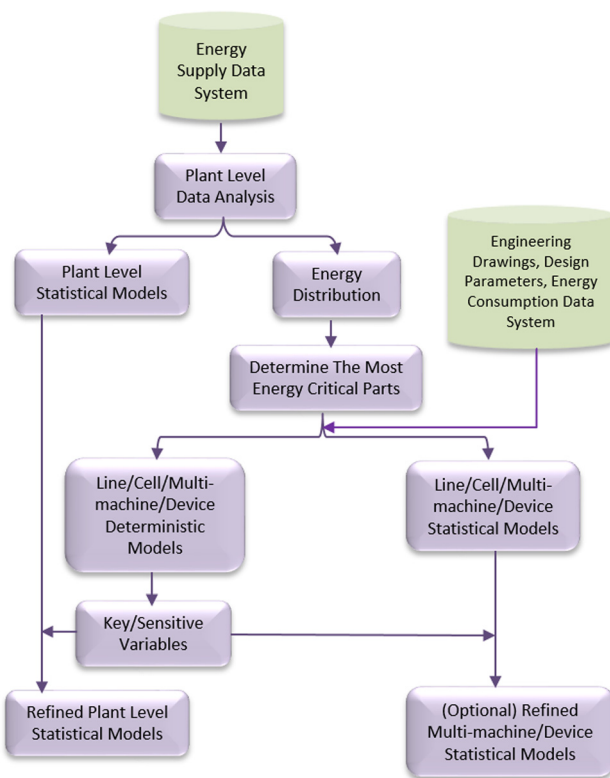 Energy
Supply Data
System
Plant Level
Data Analysis
Plant Level
Statistical Models
Energy
Distribution
Engineering
Drawings, Design
Parameters, Energy
Consumption Data
System
Determine The Most
Energy Critical Parts
Line/Cell/Multi-
machine/Device
Deterministic
Models
Line/Cell/Multi-
machine/Device
Statistical Models
Key/Sensitive
Variables
Refined Plant Level
Statistical Models
(Optional) Refined
Multi-machine/Device
Statistical Models